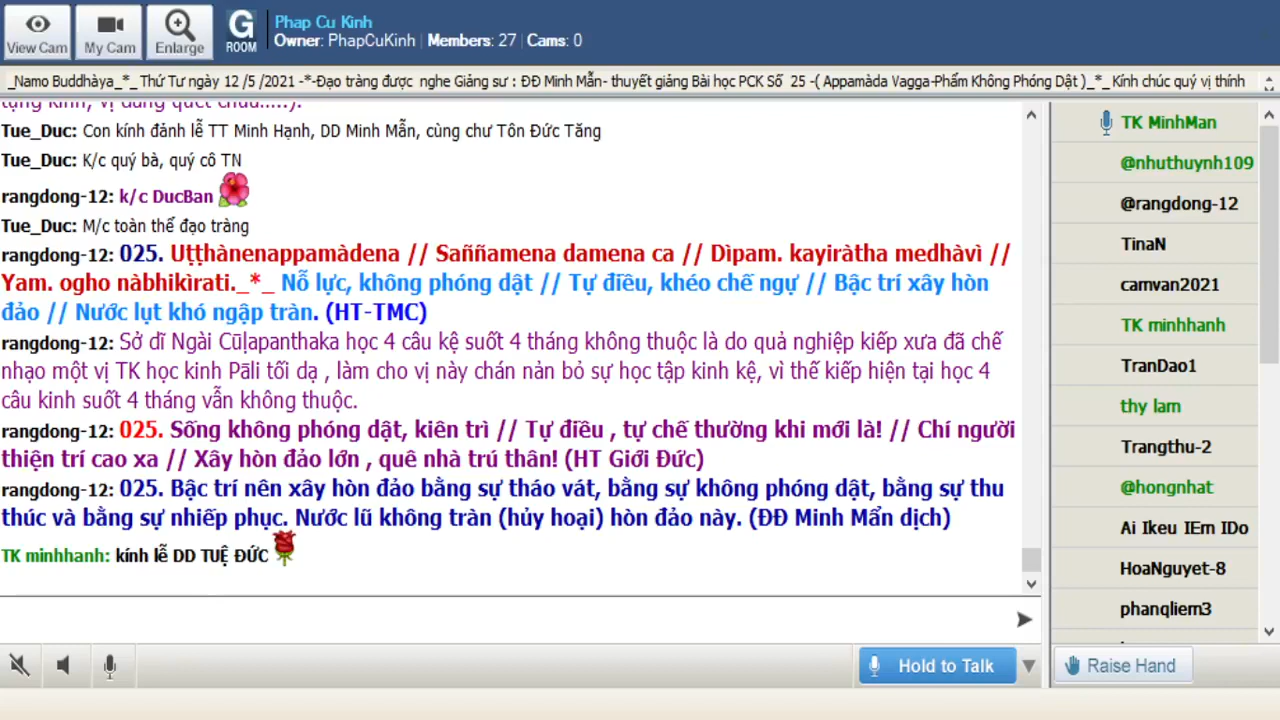 View Cam
My Cam
Enlarge
G
ROOM
Phap Cu Kinh
Owner: PhapCuKinh | Members: 27 | Cams: 0
_Namo Buddhàya_*_ Thứ Tư ngày 12 /5 /2021 -*-Đạo tràng được nghe Giảng sư : ĐĐ Minh Mẫn- thuyết giảng Bài học PCK Số 25 -( Appamàda Vagga-Phẩm Không Phóng Dật )_*_ Kính chúc quý vị thính
Tue_Duc: Con kính đảnh lễ TT Minh Hạnh, DD Minh Mẫn, cùng chư Tôn Đức Tăng
Tue_Duc: K/c quý bà, quý cô TN
rangdong-12: k/c DucBan
Tue_Duc: M/c toàn thể đạo tràng
rangdong-12: 025. Uṭṭhànenappamàdena // Saññamena damena ca // Dìpam. kayiràtha medhàvì //
Yam. ogho nàbhikìrati._*_ Nỗ lực, không phóng dật // Tự điều, khéo chế ngự // Bậc trí xây hòn
đảo // Nước lụt khó ngập tràn. (HT-TMC)
rangdong-12: Sở dĩ Ngài Cūḷapanthaka học 4 câu kệ suốt 4 tháng không thuộc là do quả nghiệp kiếp xưa đã chế
nhạo một vị TK học kinh Pāli tối dạ , làm cho vị này chán nản bỏ sự học tập kinh kệ, vì thế kiếp hiện tại học 4
câu kinh suốt 4 tháng vẫn không thuộc.
rangdong-12: 025. Sống không phóng dật, kiên trì // Tự điều , tự chế thường khi mới là! // Chí người
thiện trí cao xa // Xây hòn đảo lớn , quê nhà trú thân! (HT Giới Đức)
rangdong-12: 025. Bậc trí nên xây hòn đảo bằng sự tháo vát, bằng sự không phóng dật, bằng sự thu
thúc và bằng sự nhiếp phục. Nước lũ không tràn (hủy hoại) hòn đảo này. (ĐĐ Minh Mẩn dịch)
TK minhhanh: kính lễ DD TUỆ ĐỨC
Hold to Talk
TK MinhMan
@nhuthuynh109
@rangdong-12
TinaN
camvan2021
TK minhhanh
TranDao1
thy lam
Trangthu-2
@hongnhat
Ai Ikeu IEm IDo
HoaNguyet-8
phanqliem3
Raise Hand